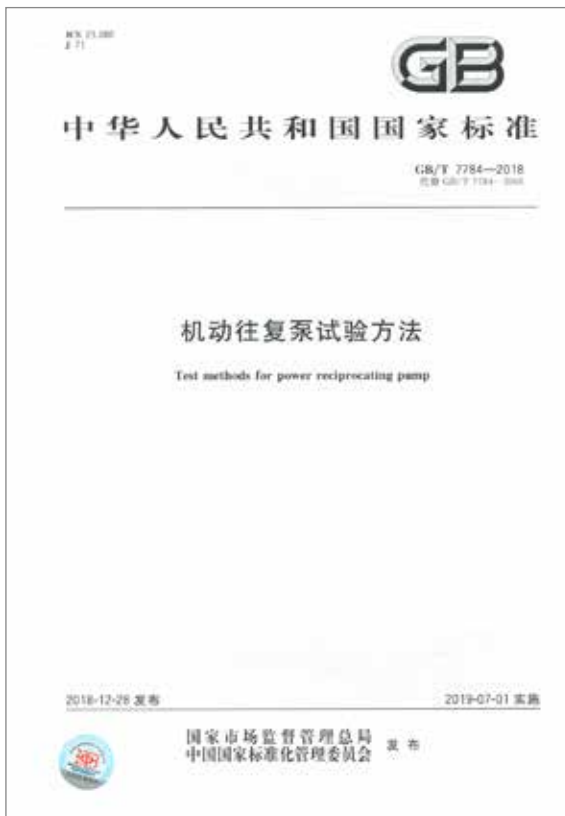 J 71
GB
中华人民共和国国家标准
GB/T 7784—2018
机动往复泵试验方法
Test methods for power reciprocating pump
2018-12-28 发布
2019-07-01 实施
国家市场监督管理总局
中国国家标准化管理委员会
发布